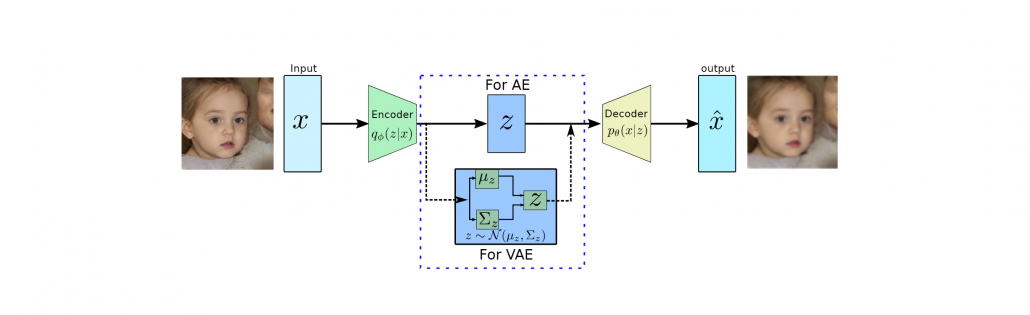 Input
x
Encoder
qϕ(z|x)
For AE
z
μz
Σz
z
z ∼ 𝒩(μz, Σz)
For VAE
Decoder
pθ(x|z)
output
x̂